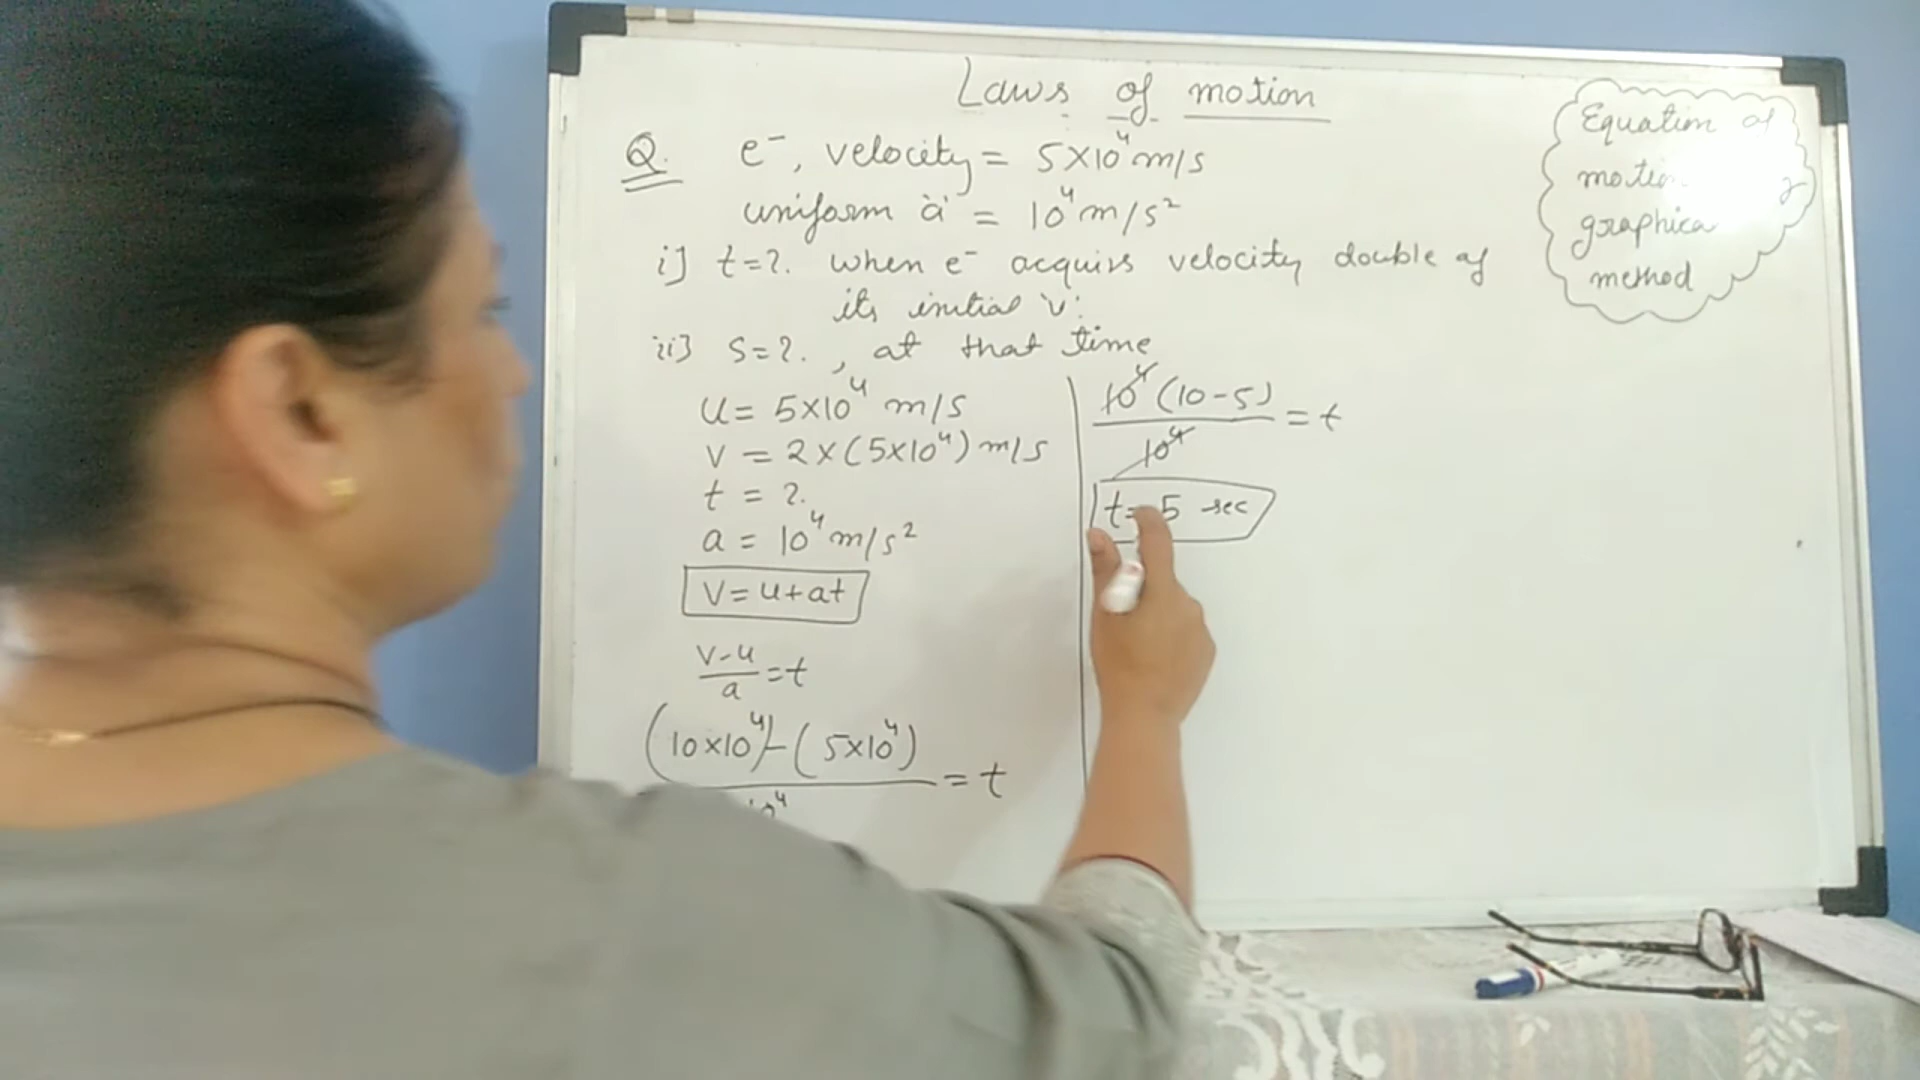 Laws of motion
Q. e⁻, velocity = 5×10⁴ m/s
uniform 'a' = 10⁴ m/s²
i] t=?. when e⁻ acquirs velocity double of
its initial 'v'.
ii] s=?. , at that time
u= 5×10⁴ m/s
v = 2×(5×10⁴) m/s
t = ?.
a = 10⁴ m/s²
v=u+at
v-u
a
=t
(10×10⁴)-(5×10⁴)
= t
10⁴(10-5)
10⁴
= t
t= 5 sec
Equation of
graphica
method